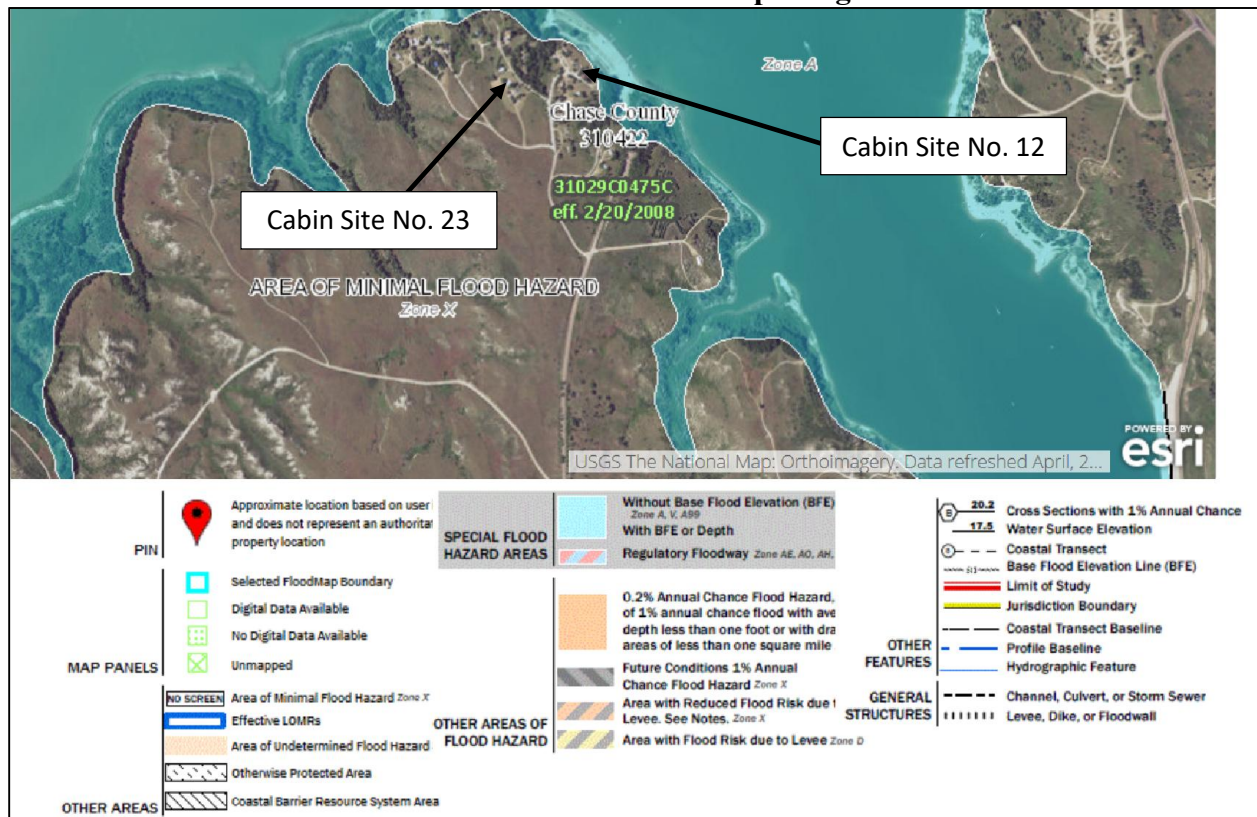 Zone A
Chase County
310422
Cabin Site No. 12
31029C0475C
eff. 2/20/2008
Cabin Site No. 23
AREA OF MINIMAL FLOOD HAZARD
Zone X
POWERED BY
esri
USGS The National Map: Orthoimagery. Data refreshed April, 2...
PIN
Approximate location based on user
and does not represent an authoritat
property location
MAP PANELS
Selected FloodMap Boundary
Digital Data Available
No Digital Data Available
Unmapped
OTHER AREAS
NO SCREEN Area of Minimal Flood Hazard Zone X
Effective LOMRs
Area of Undetermined Flood Hazard
Otherwise Protected Area
Coastal Barrier Resource System Area
SPECIAL FLOOD
HAZARD AREAS
Without Base Flood Elevation (BFE)
Zone A, V, A99
With BFE or Depth
Regulatory Floodway Zone AE, AO, AH,
OTHER AREAS OF
FLOOD HAZARD
0.2% Annual Chance Flood Hazard,
of 1% annual chance flood with ave
depth less than one foot or with dra
areas of less than one square mile
Future Conditions 1% Annual
Chance Flood Hazard Zone X
Area with Reduced Flood Risk due t
Levee. See Notes. Zone X
Area with Flood Risk due to Levee Zone D
OTHER
FEATURES
B 20.2 Cross Sections with 1% Annual Chance
17.5 Water Surface Elevation
8 Coastal Transect
Base Flood Elevation Line (BFE)
Limit of Study
Jurisdiction Boundary
Coastal Transect Baseline
Profile Baseline
Hydrographic Feature
GENERAL
STRUCTURES
Channel, Culvert, or Storm Sewer
Levee, Dike, or Floodwall